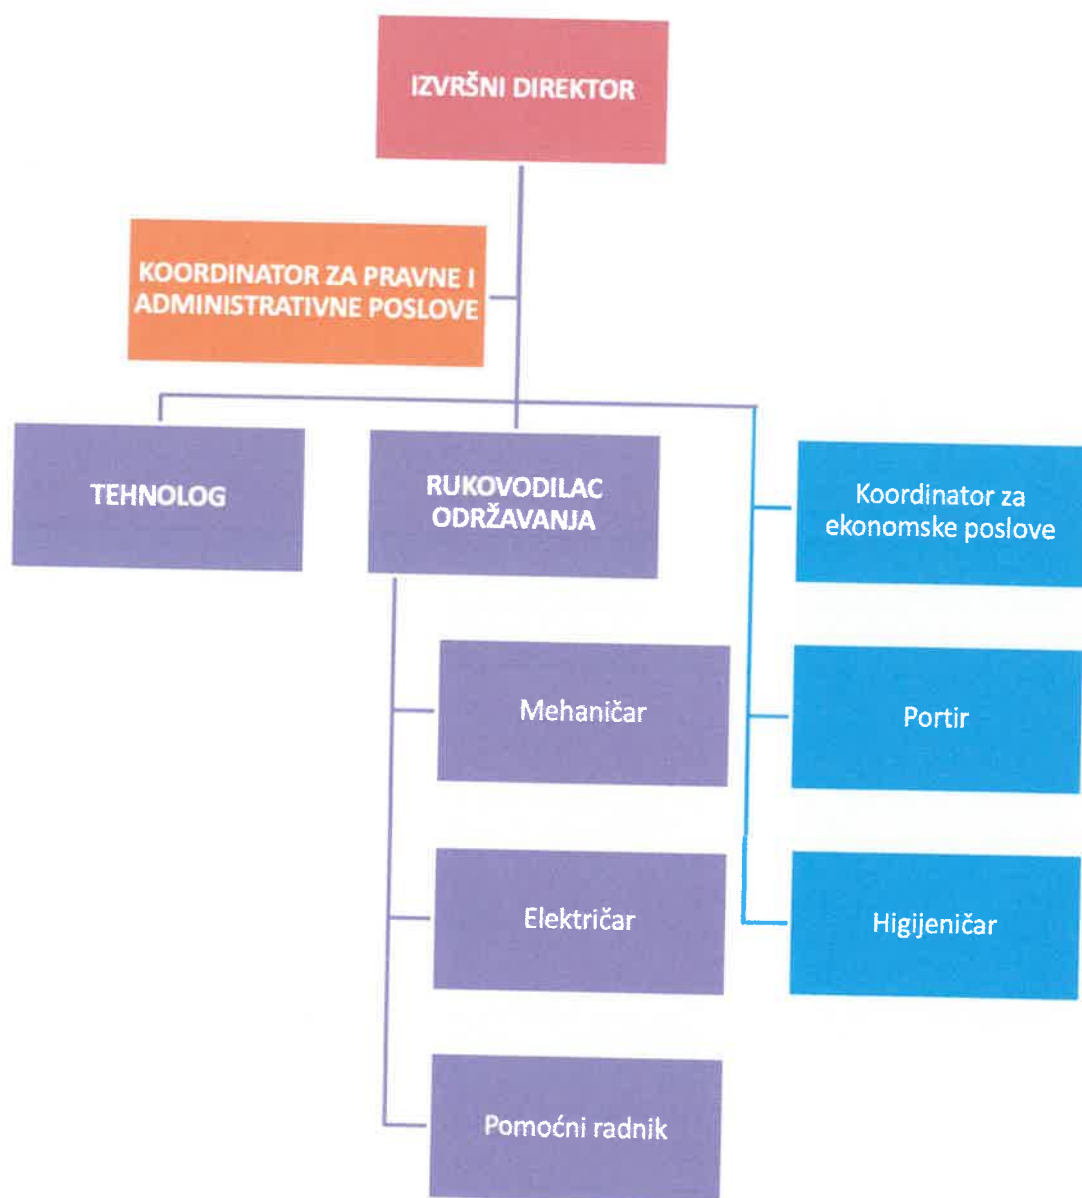 IZVRŠNI DIREKTOR
KOORDINATOR ZA PRAVNE I
ADMINISTRATIVNE POSLOVE
TEHNOLOG
RUKOVODILAC
ODRŽAVANJA
Koordinator za
ekonomske poslove
Mehaničar
Portir
Električar
Higijeničar
Pomoćni radnik